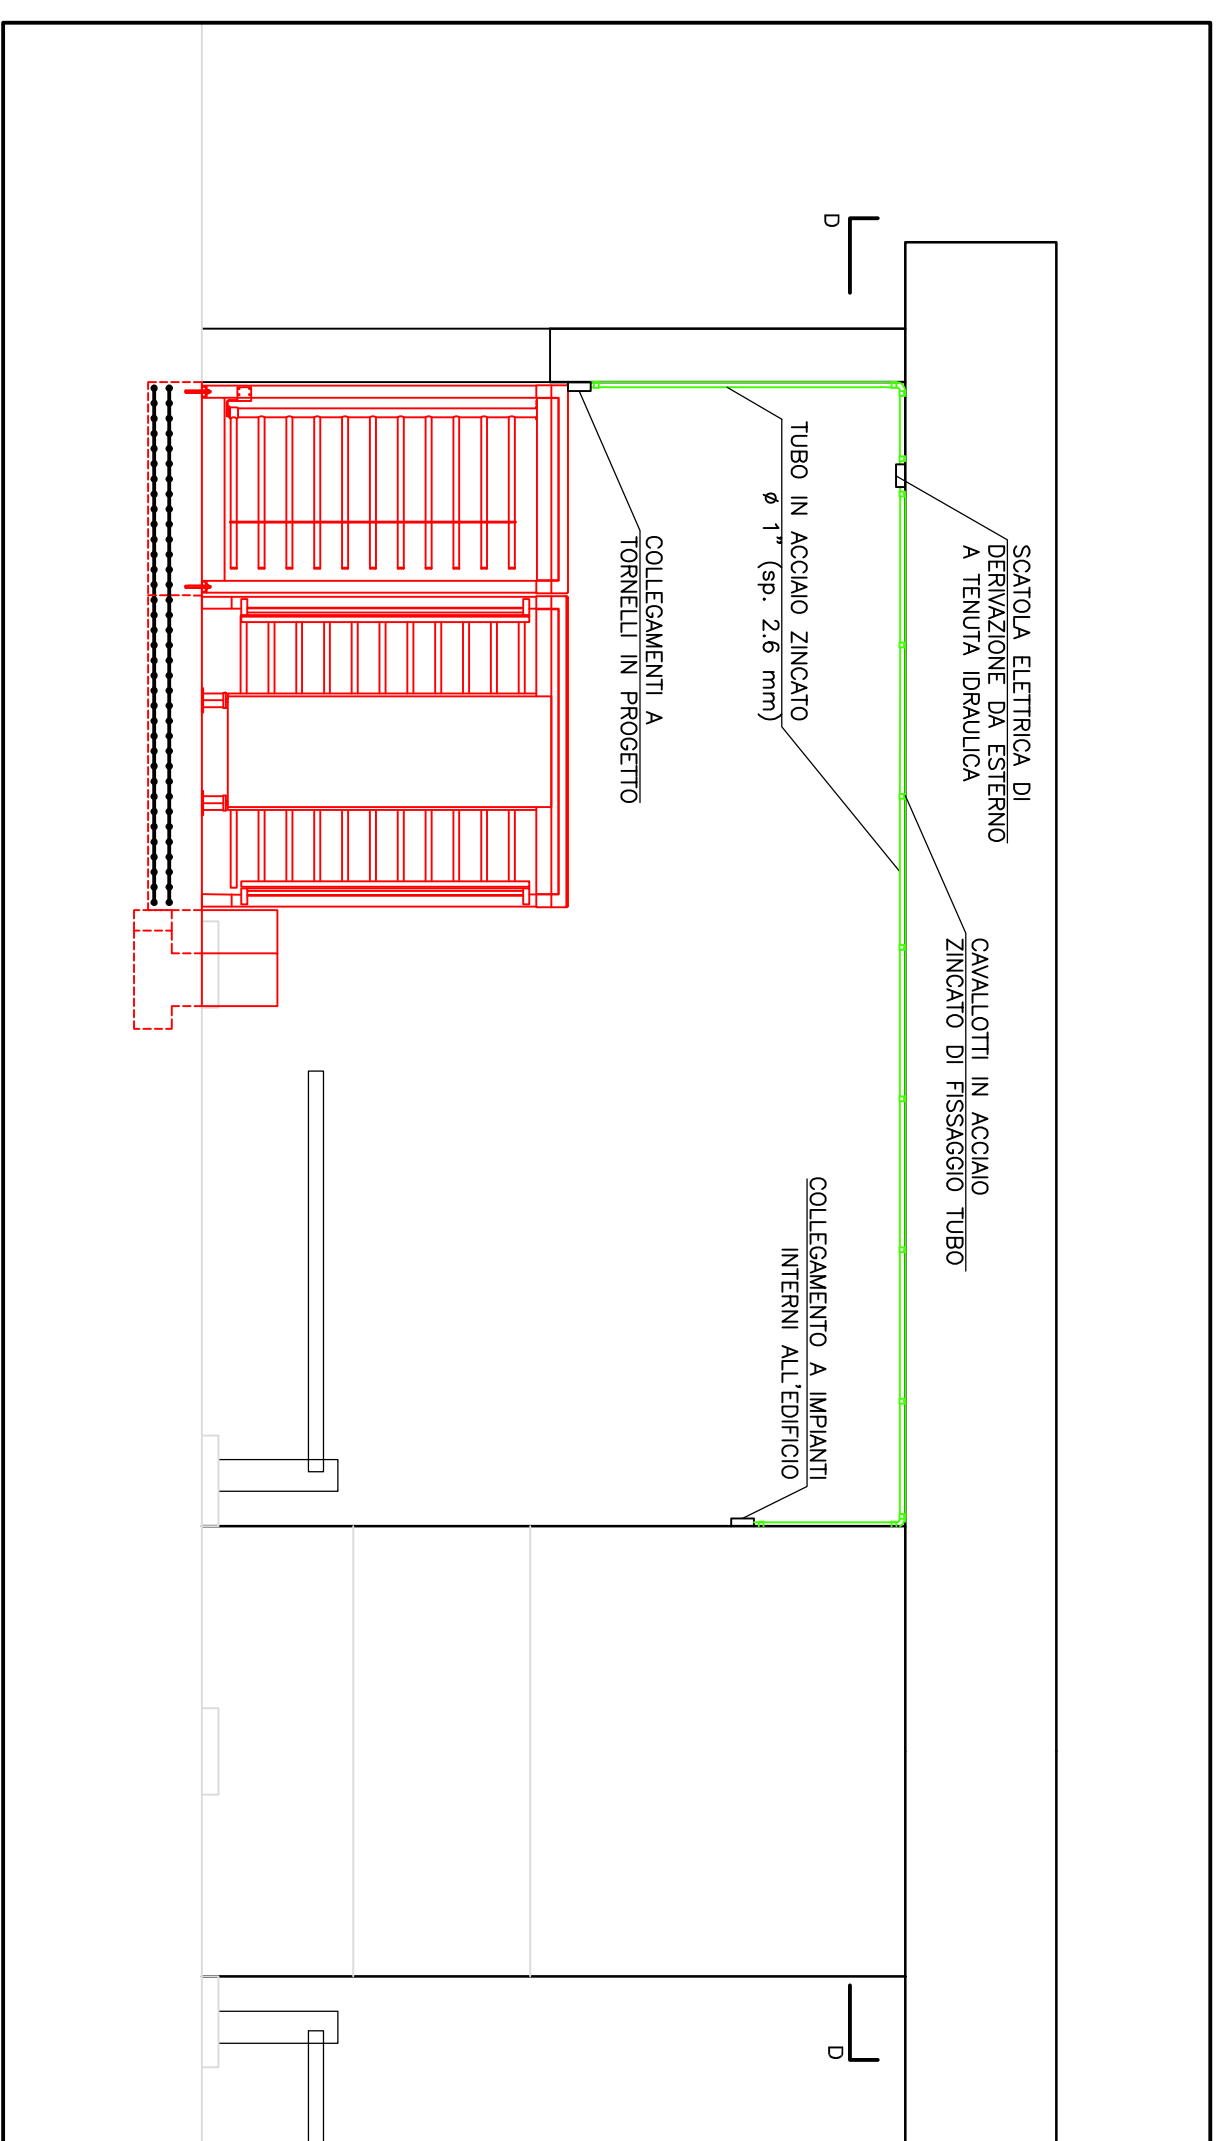 SCATOLA ELETTRICA DI
DERIVAZIONE DA ESTERNO
A TENUTA IDRAULICA
CAVALLOTTI IN ACCIAIO
ZINCATO DI FISSAGGIO TUBO
D
D
TUBO IN ACCIAIO ZINCATO
ø 1" (sp. 2.6 mm)
COLLEGAMENTO A IMPIANTI
INTERNI ALL'EDIFICIO
COLLEGAMENTI A
TORNELLI IN PROGETTO